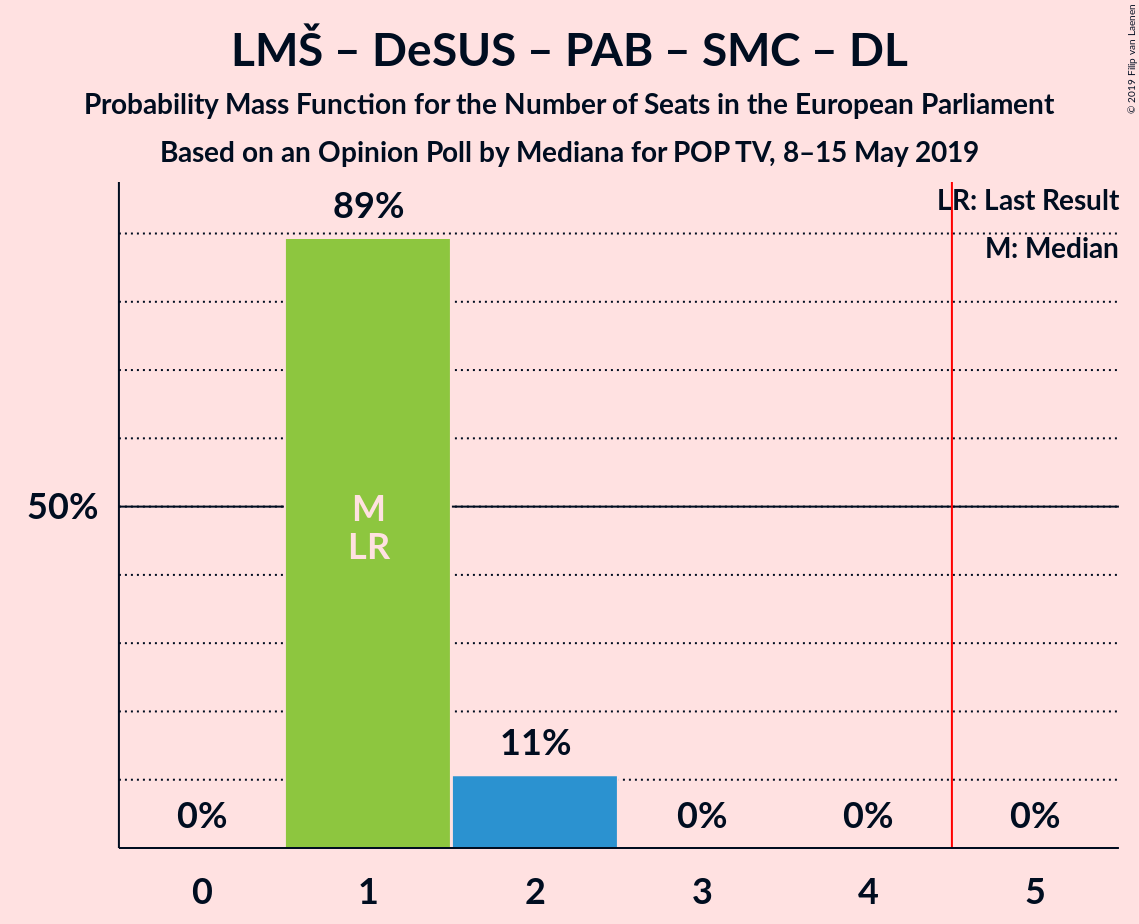 LMŠ – DeSUS – PAB – SMC – DL
Probability Mass Function for the Number of Seats in the European Parliament
Based on an Opinion Poll by Mediana for POP TV, 8–15 May 2019
© 2019 Filip van Laenen
LR: Last Result
M: Median
89%
50%
M
LR
11%
0%
0%
0%
0%
0 1 2 3 4 5